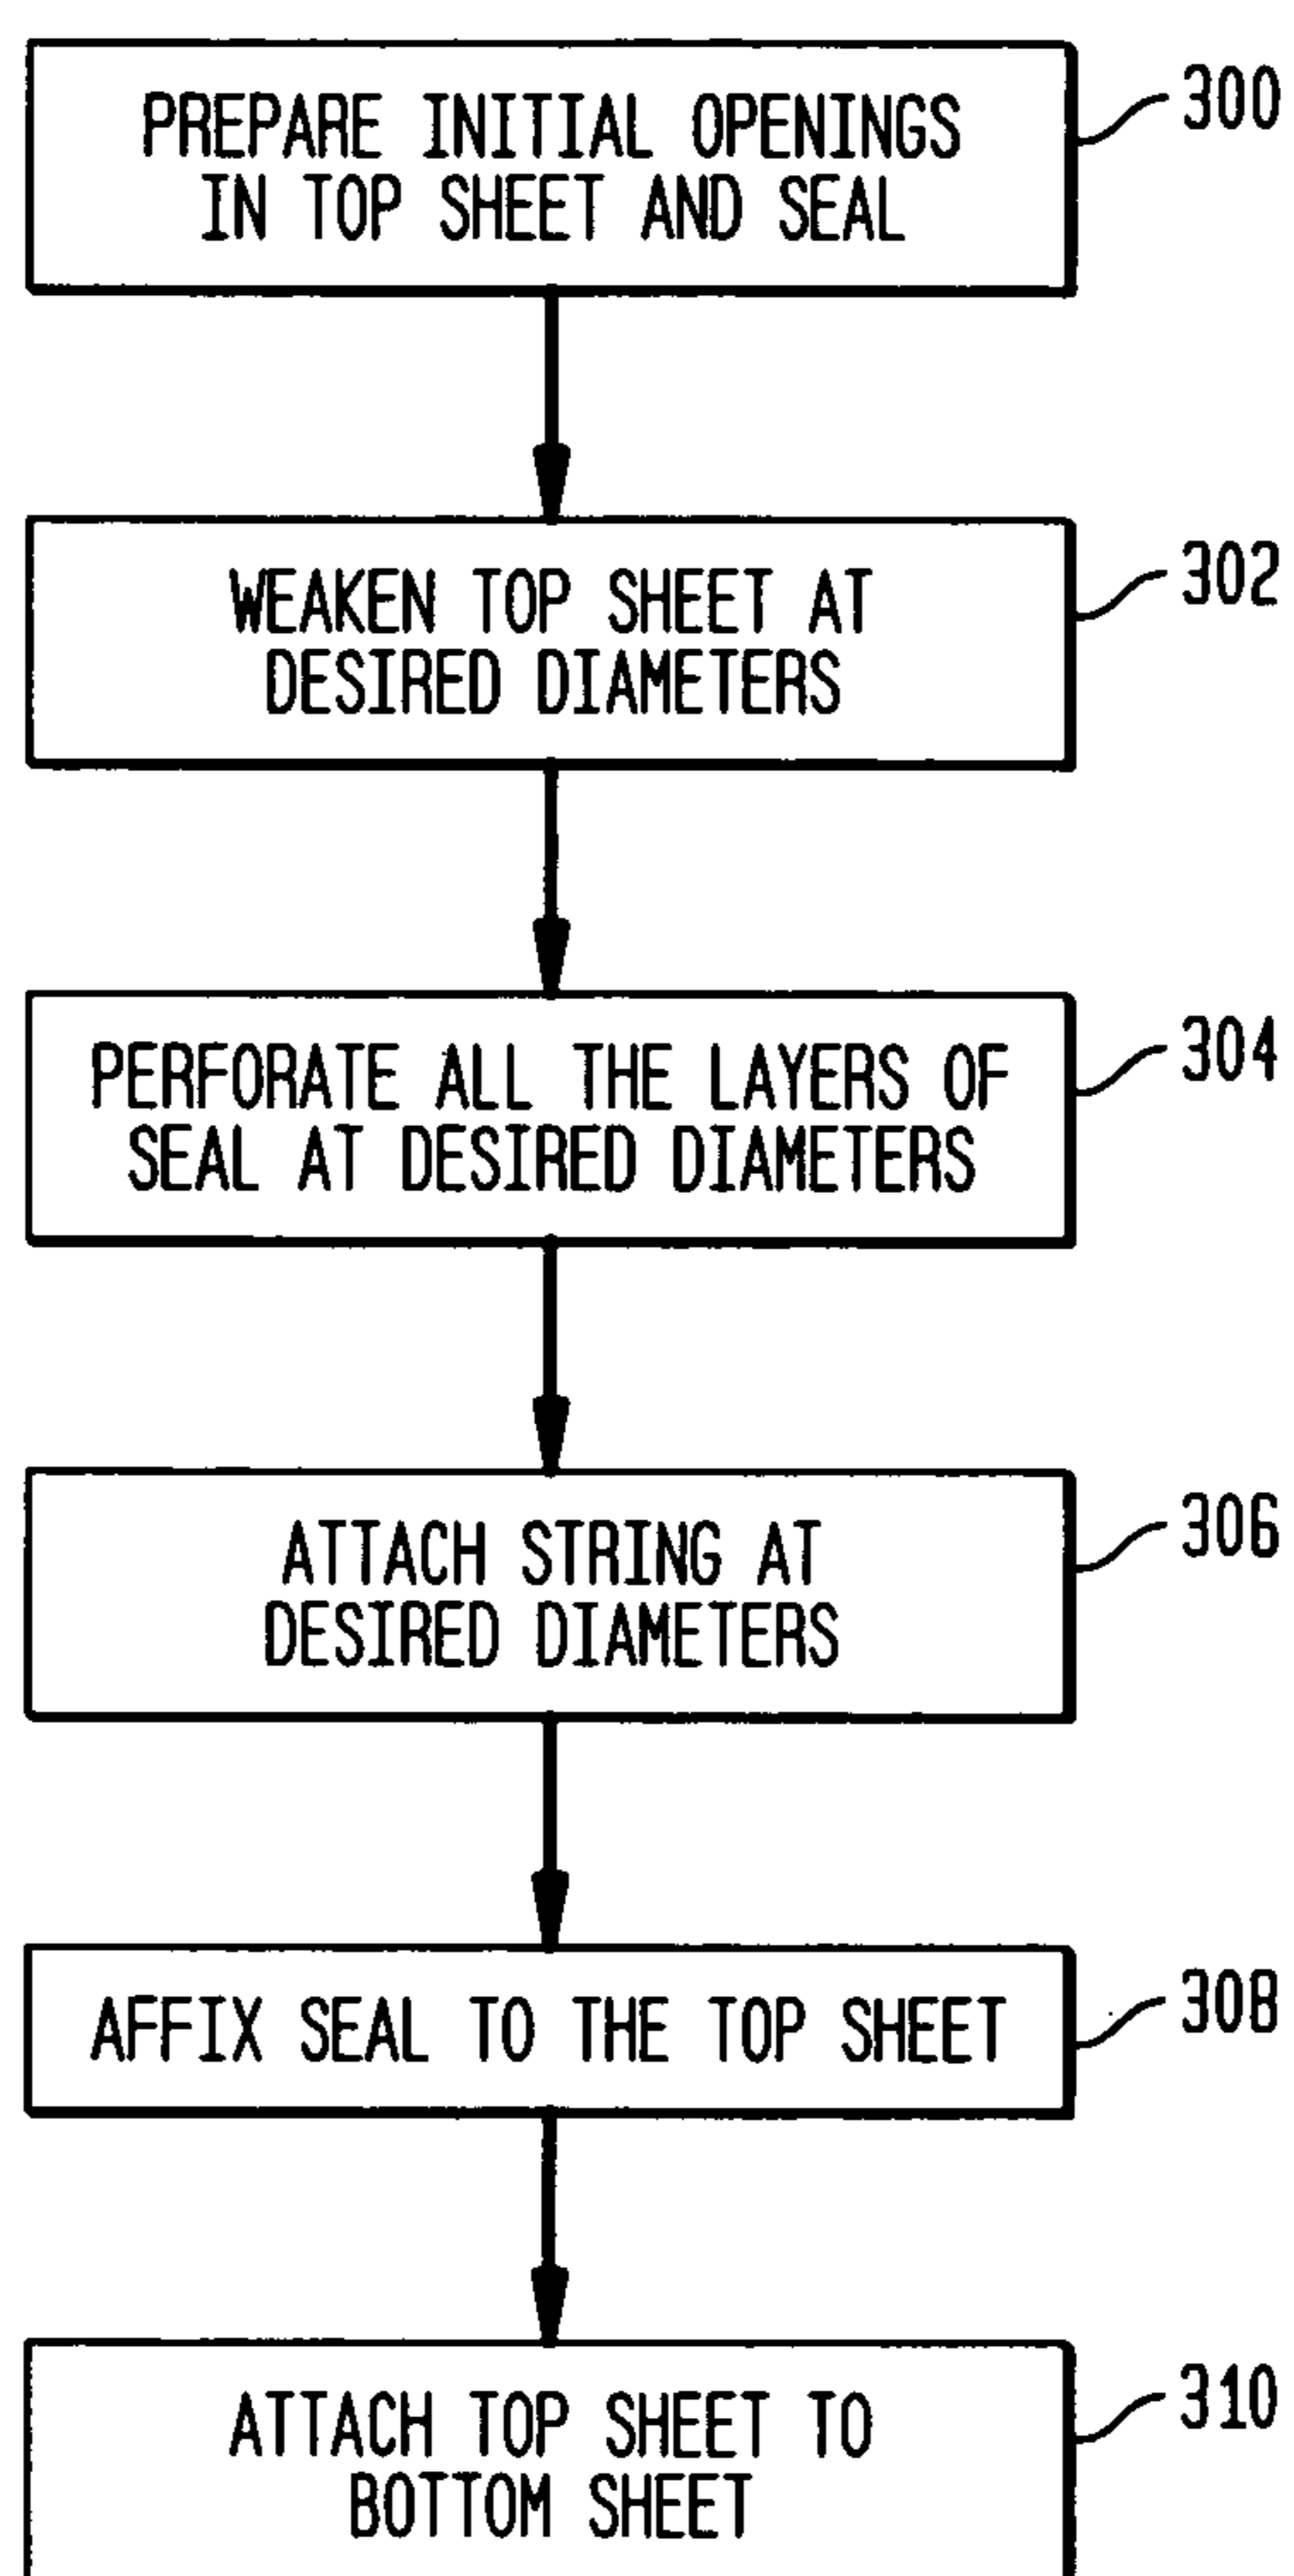 PREPARE INITIAL OPENINGS
IN TOP SHEET AND SEAL
300
WEAKEN TOP SHEET AT
DESIRED DIAMETERS
302
PERFORATE ALL THE LAYERS OF
SEAL AT DESIRED DIAMETERS
304
ATTACH STRING AT
DESIRED DIAMETERS
306
AFFIX SEAL TO THE TOP SHEET
308
ATTACH TOP SHEET TO
BOTTOM SHEET
310